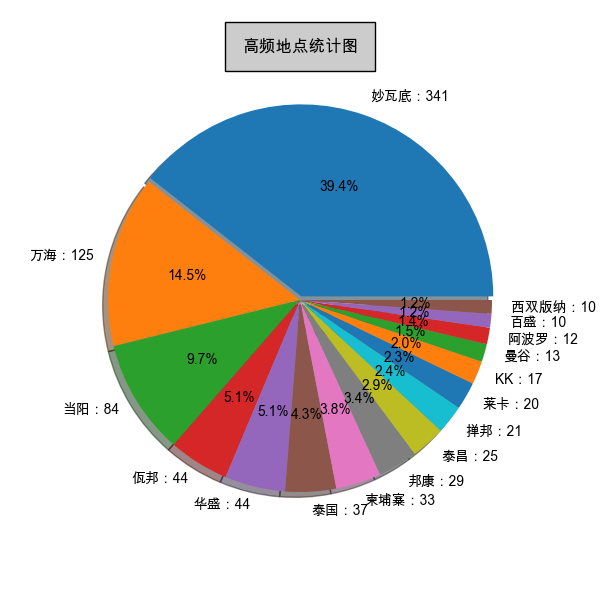 高频地点统计图
妙瓦底：341
39.4%
万海：125
14.5%
当阳：84
9.7%
佤邦：44
5.1%
华盛：44
5.1%
泰国：37
4.3%
柬埔寨：33
3.8%
邦康：29
3.4%
泰昌：25
2.9%
掸邦：21
2.4%
莱卡：20
2.3%
KK：17
2.0%
曼谷：13
1.5%
阿波罗：12
1.4%
百盛：10
1.2%
西双版纳：10
1.2%